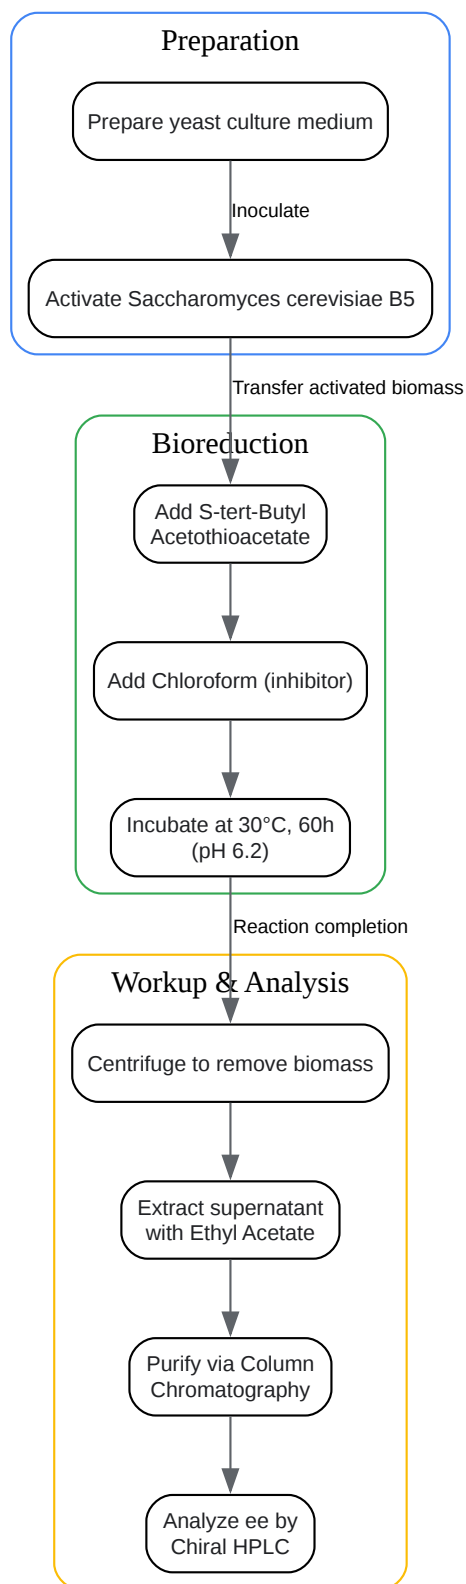 Preparation
Prepare yeast culture medium
Inoculate
Activate Saccharomyces cerevisiae B5
Transfer activated biomass
Bioreduction
Add S-tert-Butyl
Acetothioacetate
Add Chloroform (inhibitor)
Incubate at 30°C, 60h
(pH 6.2)
Reaction completion
Workup & Analysis
Centrifuge to remove biomass
Extract supernatant
with Ethyl Acetate
Purify via Column
Chromatography
Analyze ee by
Chiral HPLC